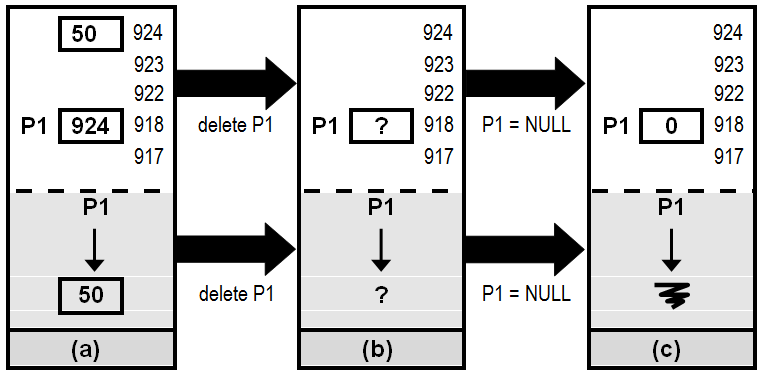 50 924
923
922
P1 924 918
917
P1
50
(a)
delete P1
delete P1
924
923
922
P1 ? 918
917
P1
?
(b)
P1 = NULL
P1 = NULL
924
923
922
P1 0 918
917
P1
(c)